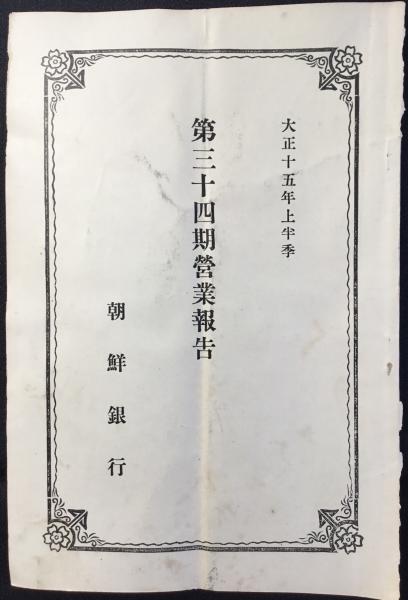 大正十五年上半季
第三十四期營業報告
朝鮮銀行